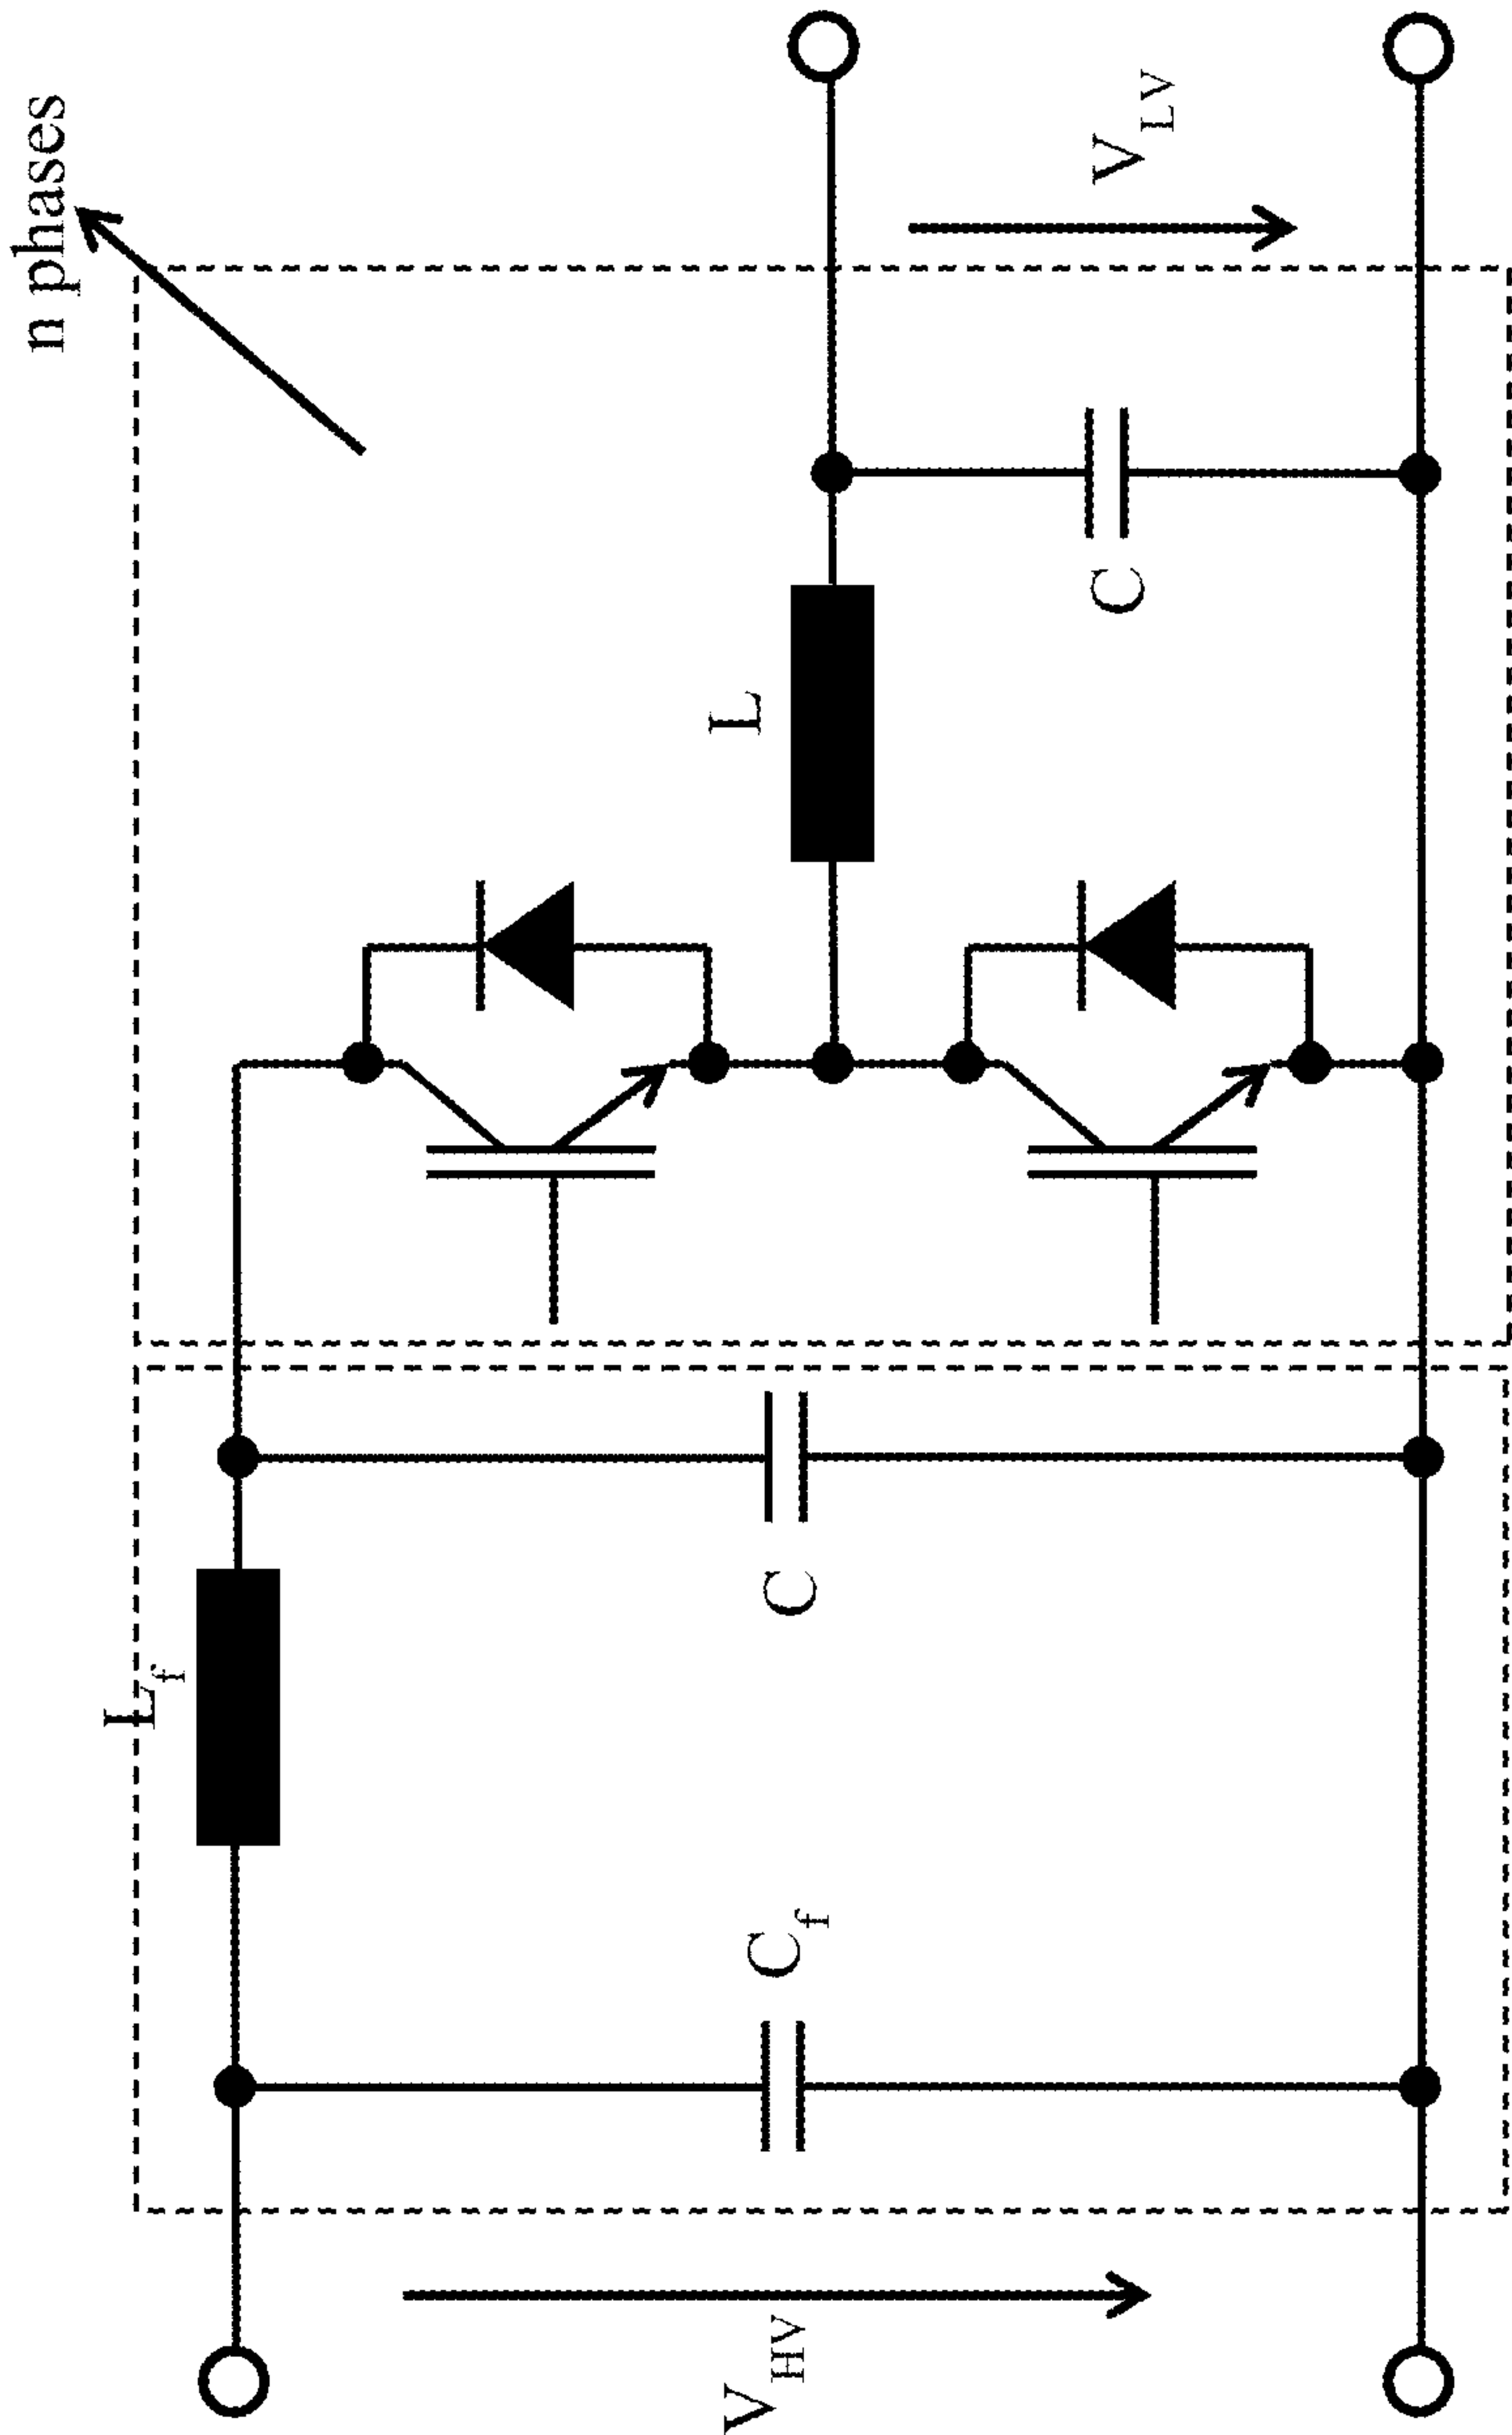 n phases
V_LV
L
C
L_f
C
C_f
V_HV